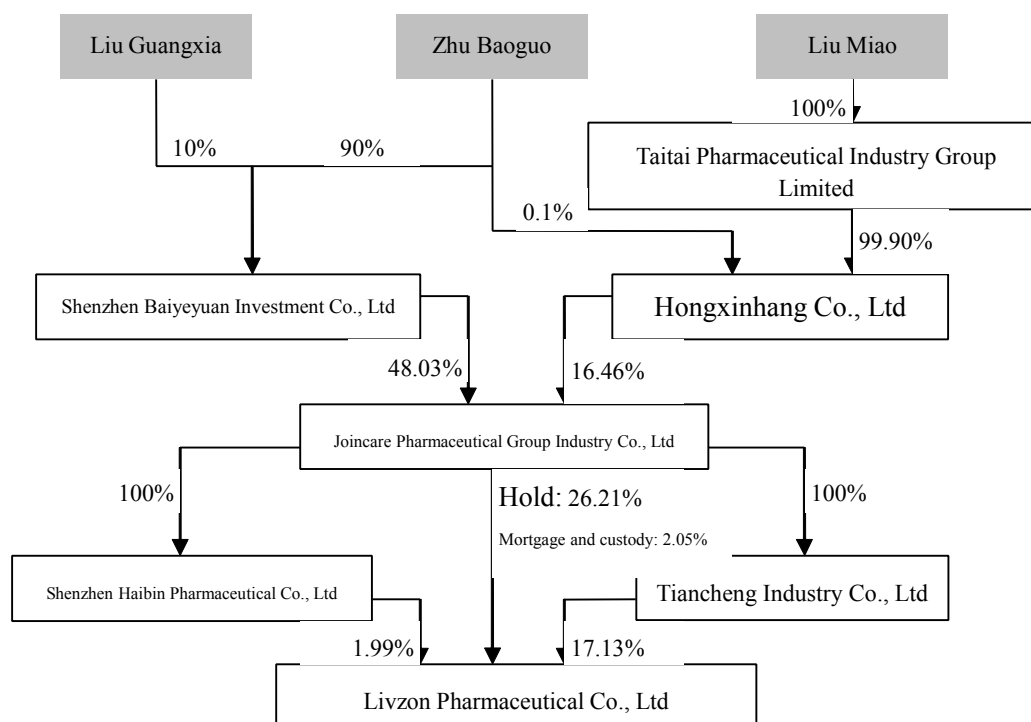 Liu Guangxia
Zhu Baoguo
Liu Miao
100%
10%
90%
Taitai Pharmaceutical Industry Group
Limited
0.1%
99.90%
Shenzhen Baiyeyuan Investment Co., Ltd
Hongxinhang Co., Ltd
48.03%
16.46%
Joincare Pharmaceutical Group Industry Co., Ltd
100%
Hold: 26.21%
100%
Mortgage and custody: 2.05%
Shenzhen Haibin Pharmaceutical Co., Ltd
Tiancheng Industry Co., Ltd
1.99%
17.13%
Livzon Pharmaceutical Co., Ltd